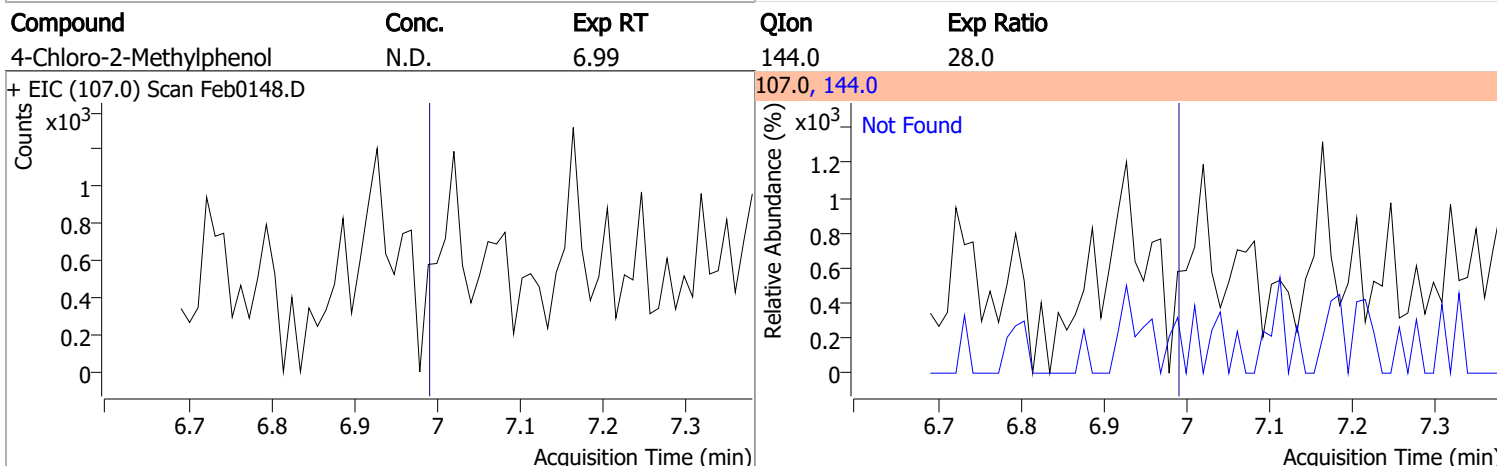 Compound Conc. Exp RT QIon Exp Ratio
4-Chloro-2-Methylphenol N.D. 6.99 144.0 28.0
+ EIC (107.0) Scan Feb0148.D
Counts
x10³
1
0.8
0.6
0.4
0.2
0
6.7 6.8 6.9 7 7.1 7.2 7.3
Acquisition Time (min)
107.0, 144.0
Relative Abundance (%)
x10³
Not Found
1.2
1
0.8
0.6
0.4
0.2
0
6.7 6.8 6.9 7 7.1 7.2 7.3
Acquisition Time (min)